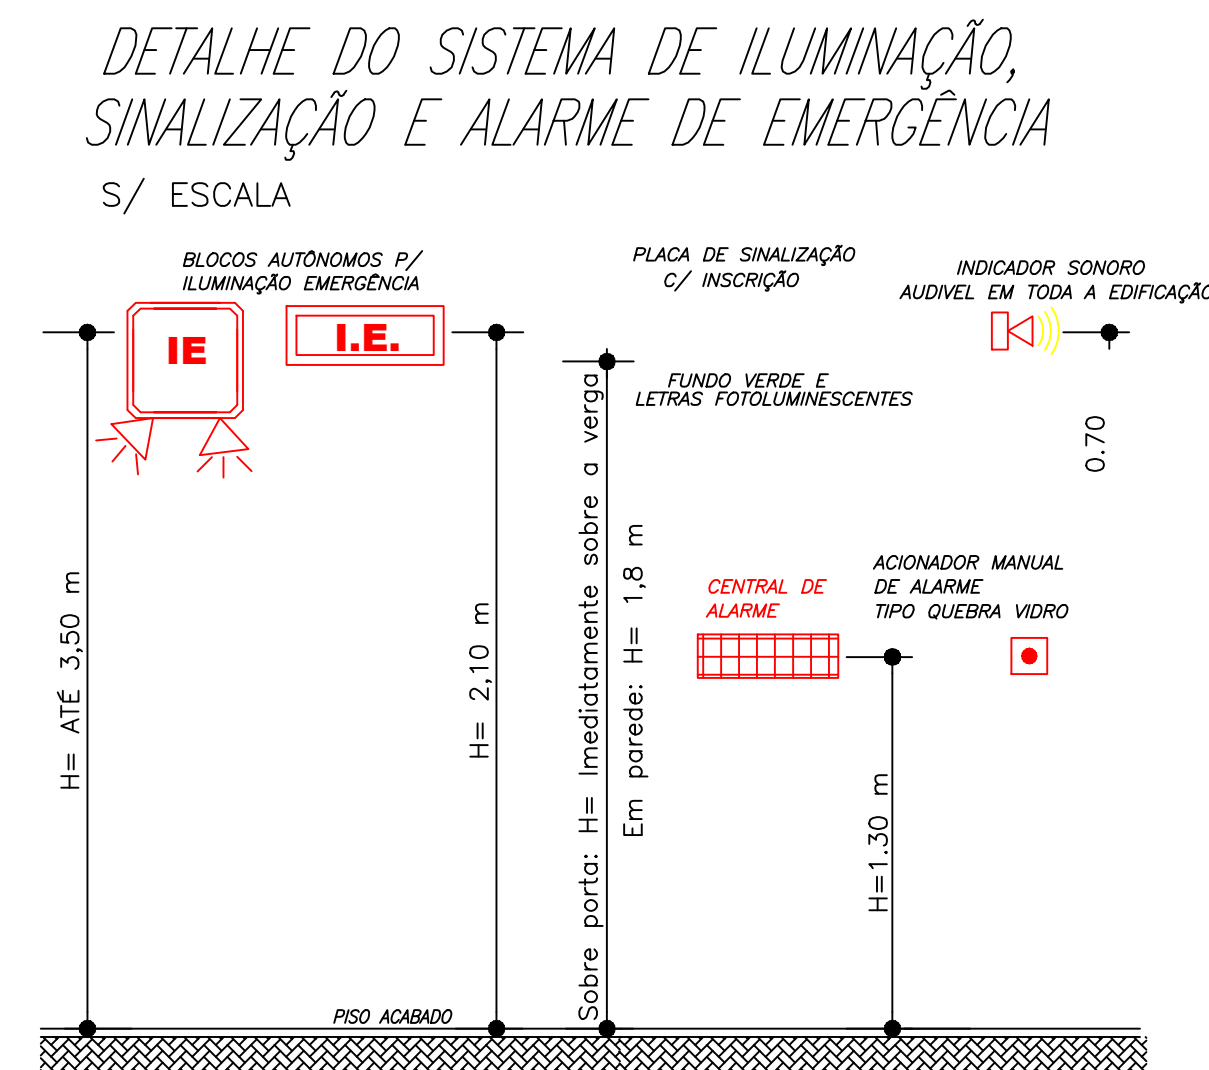 DETALHE DO SISTEMA DE ILUMINAÇÃO,
SINALIZAÇÃO E ALARME DE EMERGÊNCIA
S/ ESCALA
BLOCOS AUTÔNOMOS P/
ILUMINAÇÃO EMERGÊNCIA
IE
I.E.
PLACA DE SINALIZAÇÃO
C/ INSCRIÇÃO
INDICADOR SONORO
AUDIVEL EM TODA A EDIFICAÇÃO
FUNDO VERDE E
LETRAS FOTOLUMINESCENTES
0.70
H= ATÉ 3,50 m
H= 2,10 m
Sobre porta: H= Imediatamente sobre a verga
Em parede: H= 1,8 m
CENTRAL DE
ALARME
ACIONADOR MANUAL
DE ALARME
TIPO QUEBRA VIDRO
H=1.30 m
PISO ACABADO